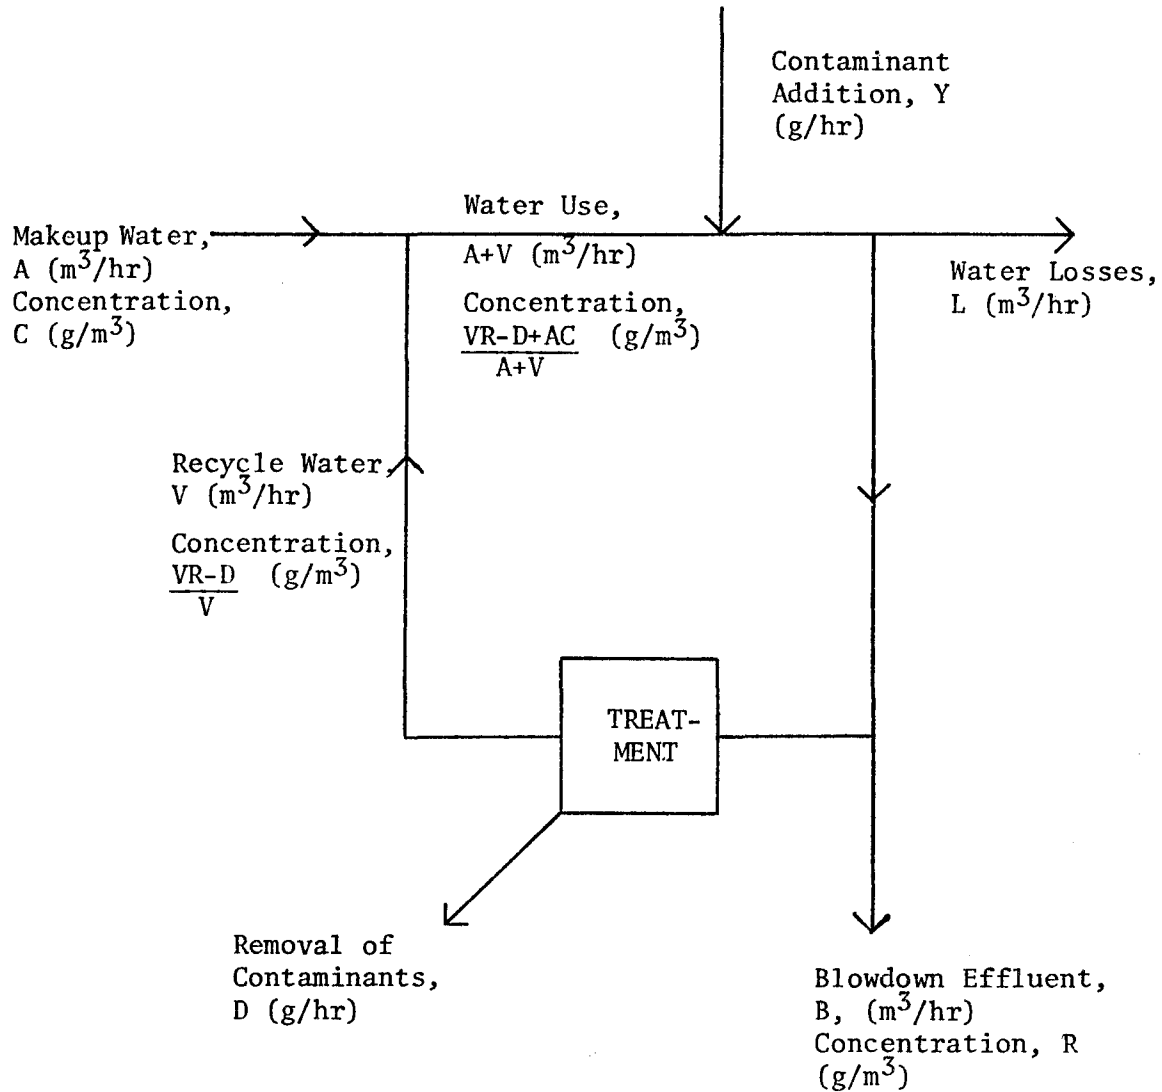 Contaminant
Addition, Y
(g/hr)
Makeup Water,
A (m³/hr)
Concentration,
C (g/m³)
Water Use,
A+V (m³/hr)
Concentration,
VR-D+AC (g/m³)
A+V
Water Losses,
L (m³/hr)
Recycle Water,
V (m³/hr)
Concentration,
VR-D (g/m³)
V
TREAT-
MENT
Removal of
Contaminants,
D (g/hr)
Blowdown Effluent,
B, (m³/hr)
Concentration, R
(g/m³)